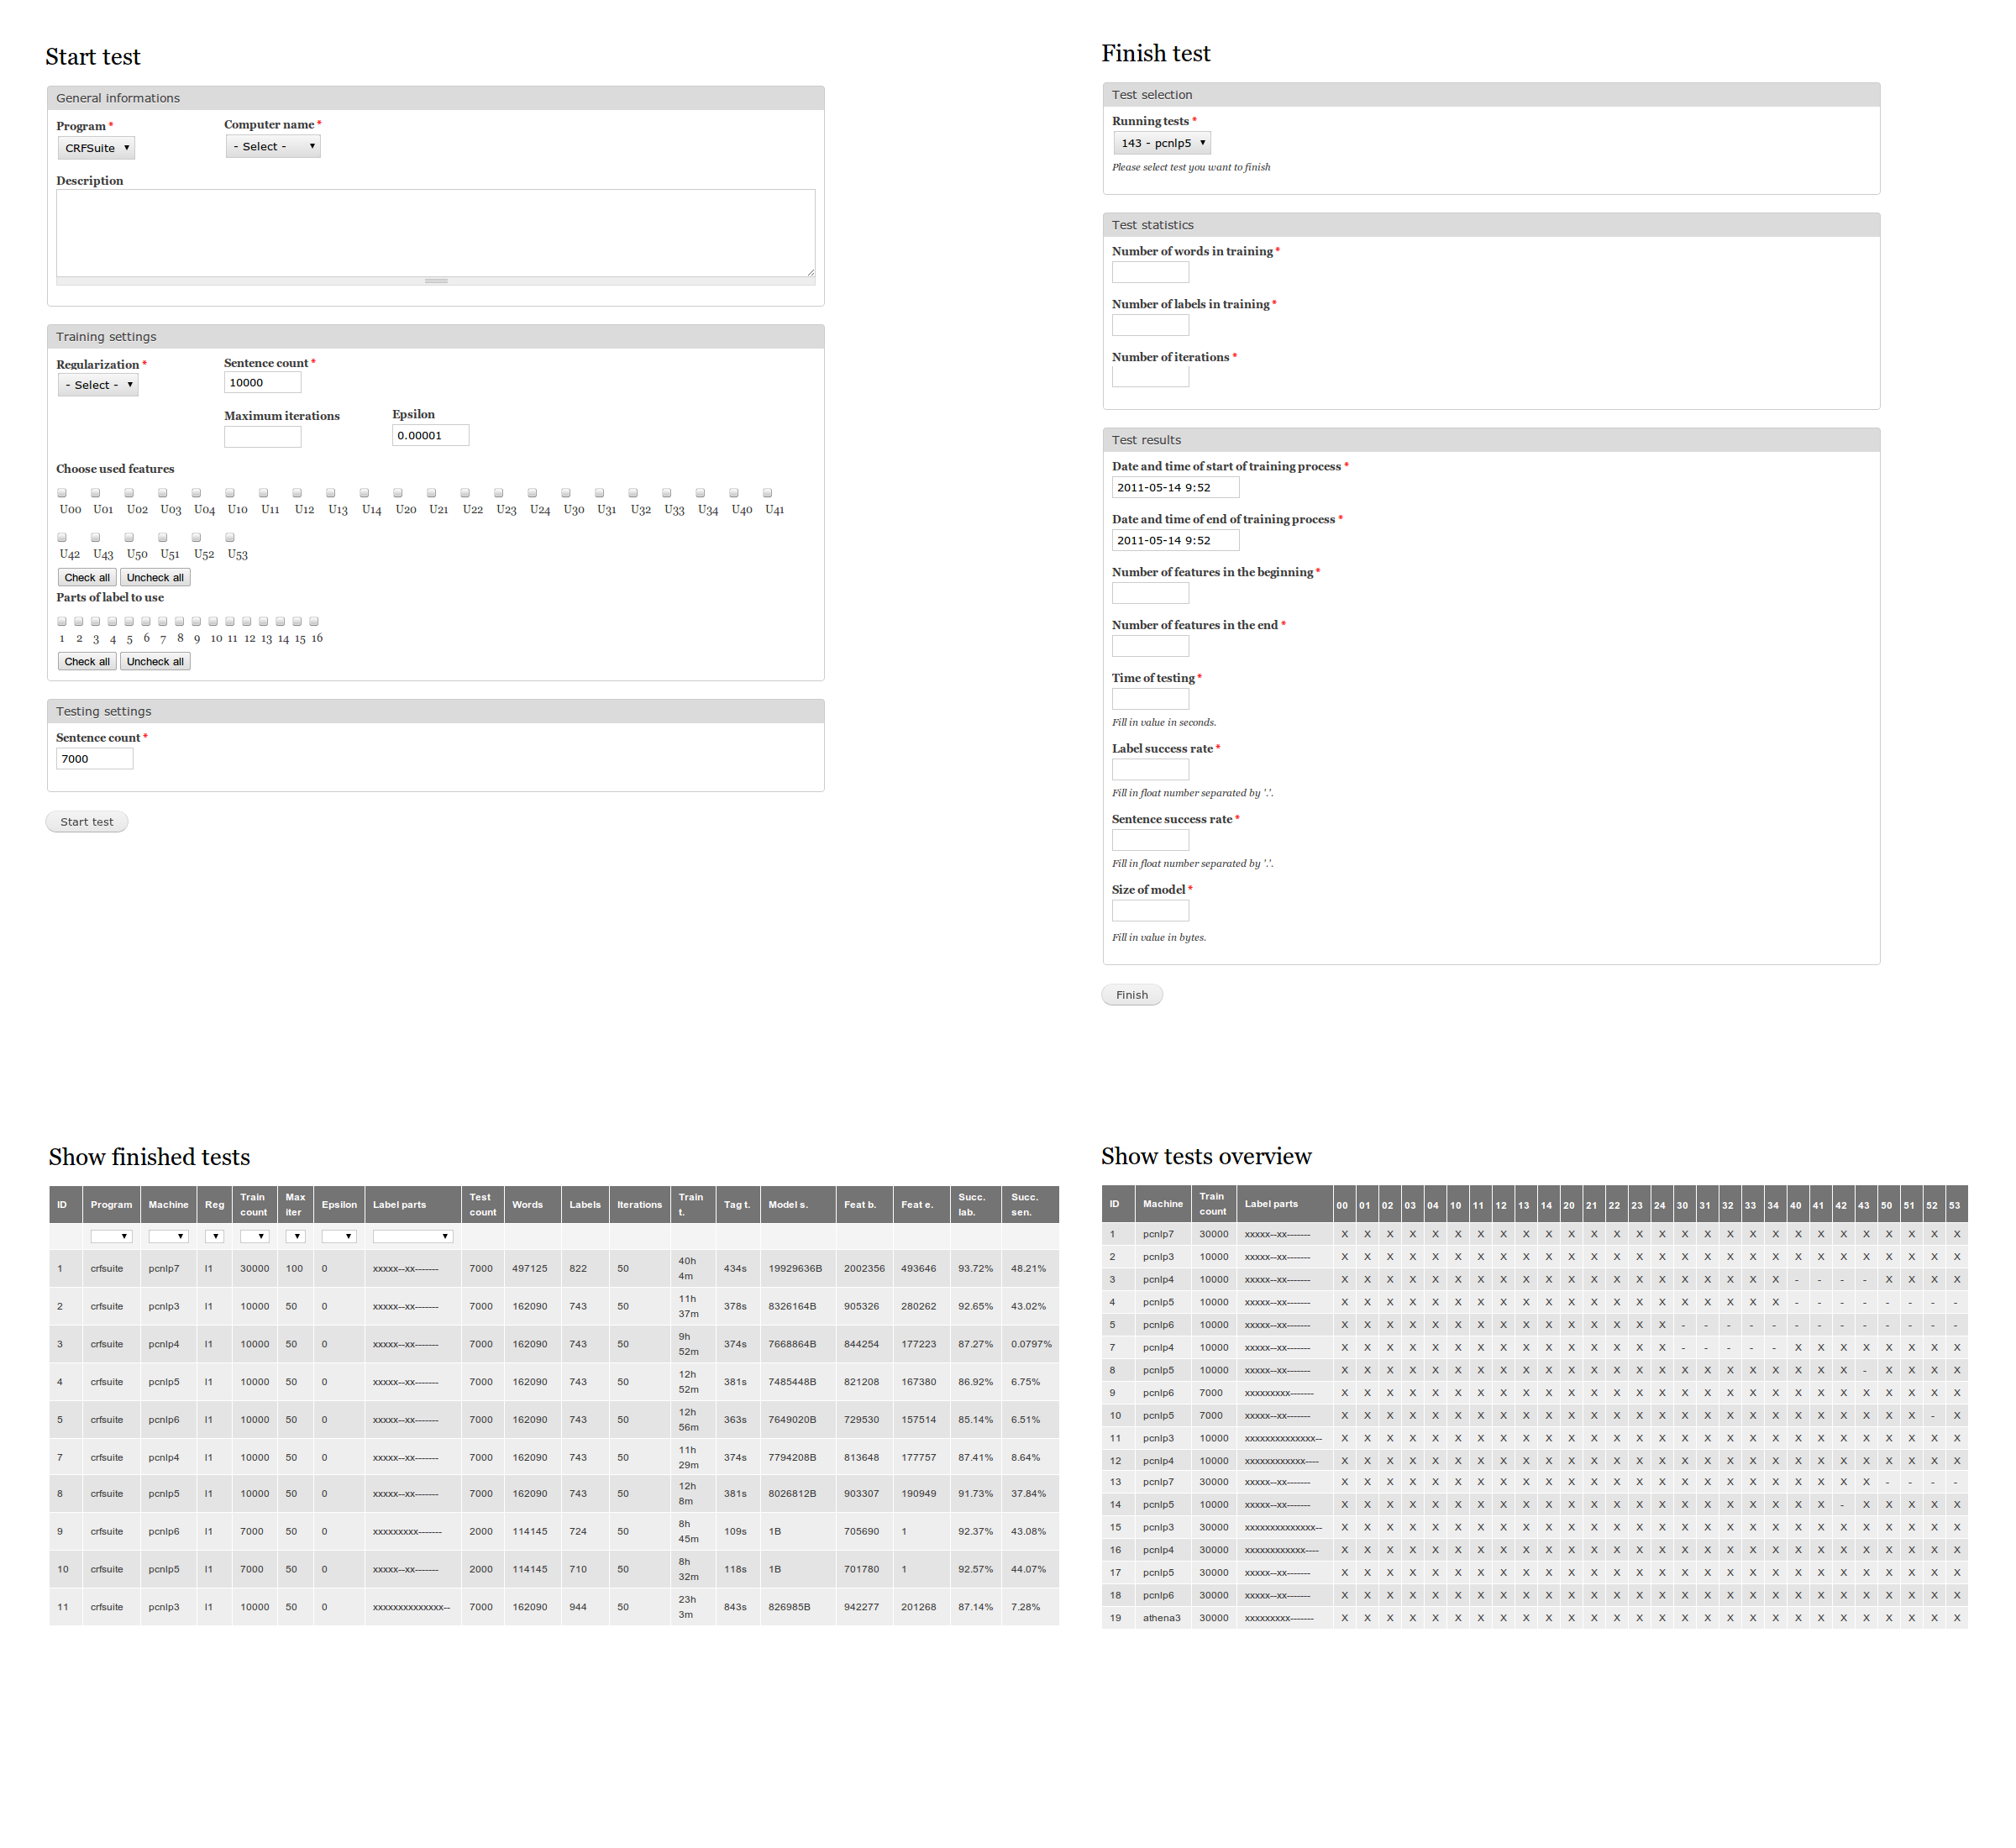 Start test
General informations
Program *
Computer name *
CRFSuite
- Select -
Description
Training settings
Regularization *
Sentence count *
- Select -
10000
Maximum iterations
Epsilon
0.00001
Choose used features
U00 U01 U02 U03 U04 U10 U11 U12 U13 U14 U20 U21 U22 U23 U24 U30 U31 U32 U33 U34 U40 U41
U42 U43 U50 U51 U52 U53
Check all Uncheck all
Parts of label to use
1 2 3 4 5 6 7 8 9 10 11 12 13 14 15 16
Check all Uncheck all
Testing settings
Sentence count *
7000
Start test
Finish test
Test selection
Running tests *
143 - pcnlp5
Please select test you want to finish
Test statistics
Number of words in training *
Number of labels in training *
Number of iterations *
Test results
Date and time of start of training process *
2011-05-14 9:52
Date and time of end of training process *
2011-05-14 9:52
Number of features in the beginning *
Number of features in the end *
Time of testing *
Fill in value in seconds.
Label success rate *
Fill in float number separated by '.'.
Sentence success rate *
Fill in float number separated by '.'.
Size of model *
Fill in value in bytes.
Finish
Show finished tests
ID Program Machine Reg Train count Max iter Epsilon Label parts Test count Words Labels Iterations Train t. Tag t. Model s. Feat b. Feat e. Succ. lab. Succ. sen.
1 crfsuite pcnlp7 l1 30000 100 0 xxxxx--xx------- 7000 497125 822 50 40h 4m 434s 19929636B 2002356 493646 93.72% 48.21%
2 crfsuite pcnlp3 l1 10000 50 0 xxxxx--xx------- 7000 162090 743 50 11h 37m 378s 8326164B 905326 280262 92.65% 43.02%
3 crfsuite pcnlp4 l1 10000 50 0 xxxxx--xx------- 7000 162090 743 50 9h 52m 374s 7668864B 844254 177223 87.27% 0.0797%
4 crfsuite pcnlp5 l1 10000 50 0 xxxxx--xx------- 7000 162090 743 50 12h 52m 381s 7485448B 821208 167380 86.92% 6.75%
5 crfsuite pcnlp6 l1 10000 50 0 xxxxx--xx------- 7000 162090 743 50 12h 56m 363s 7649020B 729530 157514 85.14% 6.51%
7 crfsuite pcnlp4 l1 10000 50 0 xxxxx--xx------- 7000 162090 743 50 11h 29m 374s 7794208B 813648 177757 87.41% 8.64%
8 crfsuite pcnlp5 l1 10000 50 0 xxxxx--xx------- 7000 162090 743 50 12h 8m 381s 8026812B 903307 190949 91.73% 37.84%
9 crfsuite pcnlp6 l1 7000 50 0 xxxxxxxxx------- 2000 114145 724 50 8h 45m 109s 1B 705690 1 92.37% 43.08%
10 crfsuite pcnlp5 l1 7000 50 0 xxxxx--xx------- 2000 114145 710 50 8h 32m 118s 1B 701780 1 92.57% 44.07%
11 crfsuite pcnlp3 l1 10000 50 0 xxxxxxxxxxxxxx-- 7000 162090 944 50 23h 3m 843s 826985B 942277 201268 87.14% 7.28%
Show tests overview
ID Machine Train count Label parts 00 01 02 03 04 10 11 12 13 14 20 21 22 23 24 30 31 32 33 34 40 41 42 43 50 51 52 53
1 pcnlp7 30000 xxxxx--xx------- X X X X X X X X X X X X X X X X X X X X X X X X X X X X
2 pcnlp3 10000 xxxxx--xx------- X X X X X X X X X X X X X X X X X X X X X X X X X X X X
3 pcnlp4 10000 xxxxx--xx------- X X X X X X X X X X X X X X X X X X X X - - - - X X X X
4 pcnlp5 10000 xxxxx--xx------- X X X X X X X X X X X X X X X X X X X X - - - - - - - -
5 pcnlp6 10000 xxxxx--xx------- X X X X X X X X X X X X X X X - - - - - - - - - - - - -
7 pcnlp4 10000 xxxxx--xx------- X X X X X X X X X X X X X X X - - - - - X X X X X X X X
8 pcnlp5 10000 xxxxx--xx------- X X X X X X X X X X X X X X X X X X X X X X X - X X X X
9 pcnlp6 7000 xxxxxxxxx------- X X X X X X X X X X X X X X X X X X X X X X X X X X X X
10 pcnlp5 7000 xxxxx--xx------- X X X X X X X X X X X X X X X X X X X X X X X X X X - X
11 pcnlp3 10000 xxxxxxxxxxxxxx-- X X X X X X X X X X X X X X X X X X X X X X X X X X X X
12 pcnlp4 10000 xxxxxxxxxxxx---- X X X X X X X X X X X X X X X X X X X X X X X X X X X X
13 pcnlp7 30000 xxxxx--xx------- X X X X X X X X X X X X X X X X X X X X X X X X - - - -
14 pcnlp5 10000 xxxxx--xx------- X X X X X X X X X X X X X X X X X X X X X X - X X X X X
15 pcnlp3 30000 xxxxxxxxxxxxxx-- X X X X X X X X X X X X X X X X X X X X X X X X X X X X
16 pcnlp4 30000 xxxxxxxxxxxx---- X X X X X X X X X X X X X X X X X X X X X X X X X X X X
17 pcnlp5 30000 xxxxx--xx------- X X X X X X X X X X X X X X X X X X X X X X X X X X X X
18 pcnlp6 30000 xxxxx--xx------- X X X X X X X X X X X X X X X X X X X X X X X X X X X X
19 athena3 30000 xxxxxxxxx------- X X X X X X X X X X X X X X X X X X X X X X X X X X X X